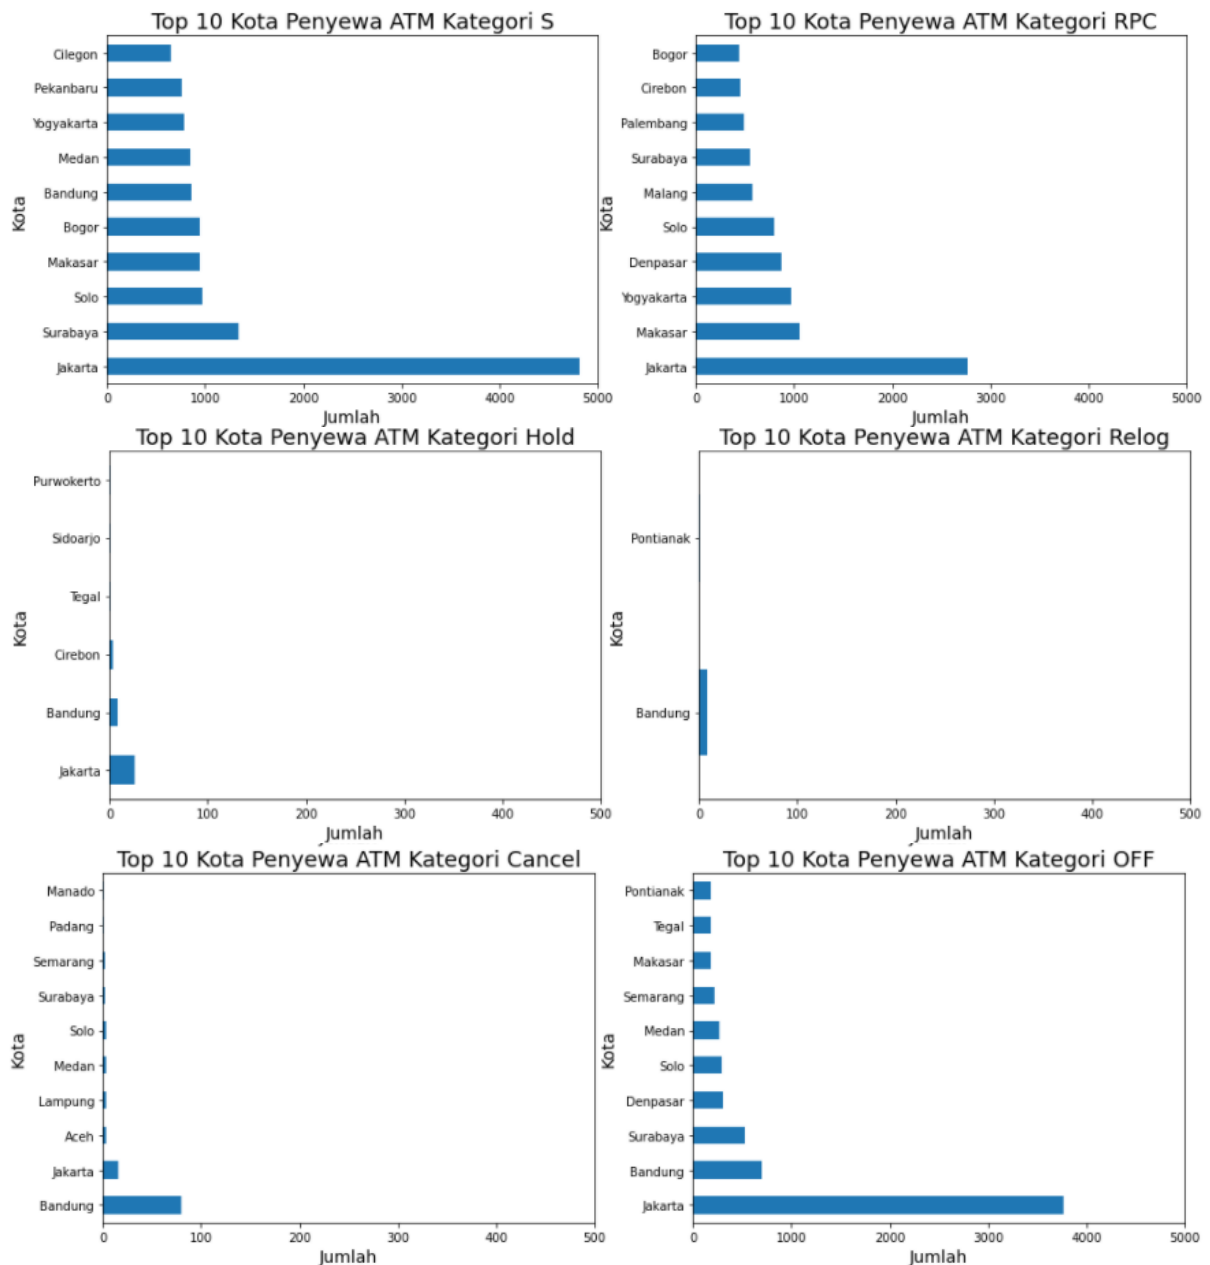 Top 10 Kota Penyewa ATM Kategori S
Kota
Cilegon
Pekanbaru
Yogyakarta
Medan
Bandung
Bogor
Makasar
Solo
Surabaya
Jakarta
0 1000 2000 3000 4000 5000
Jumlah
Top 10 Kota Penyewa ATM Kategori RPC
Kota
Bogor
Cirebon
Palembang
Surabaya
Malang
Solo
Denpasar
Yogyakarta
Makasar
Jakarta
0 1000 2000 3000 4000 5000
Jumlah
Top 10 Kota Penyewa ATM Kategori Hold
Kota
Purwokerto
Sidoarjo
Tegal
Cirebon
Bandung
Jakarta
0 100 200 300 400 500
Jumlah
Top 10 Kota Penyewa ATM Kategori Relog
Kota
Pontianak
Bandung
0 100 200 300 400 500
Jumlah
Top 10 Kota Penyewa ATM Kategori Cancel
Kota
Manado
Padang
Semarang
Surabaya
Solo
Medan
Lampung
Aceh
Jakarta
Bandung
0 100 200 300 400 500
Jumlah
Top 10 Kota Penyewa ATM Kategori OFF
Kota
Pontianak
Tegal
Makasar
Semarang
Medan
Solo
Denpasar
Surabaya
Bandung
Jakarta
0 1000 2000 3000 4000 5000
Jumlah